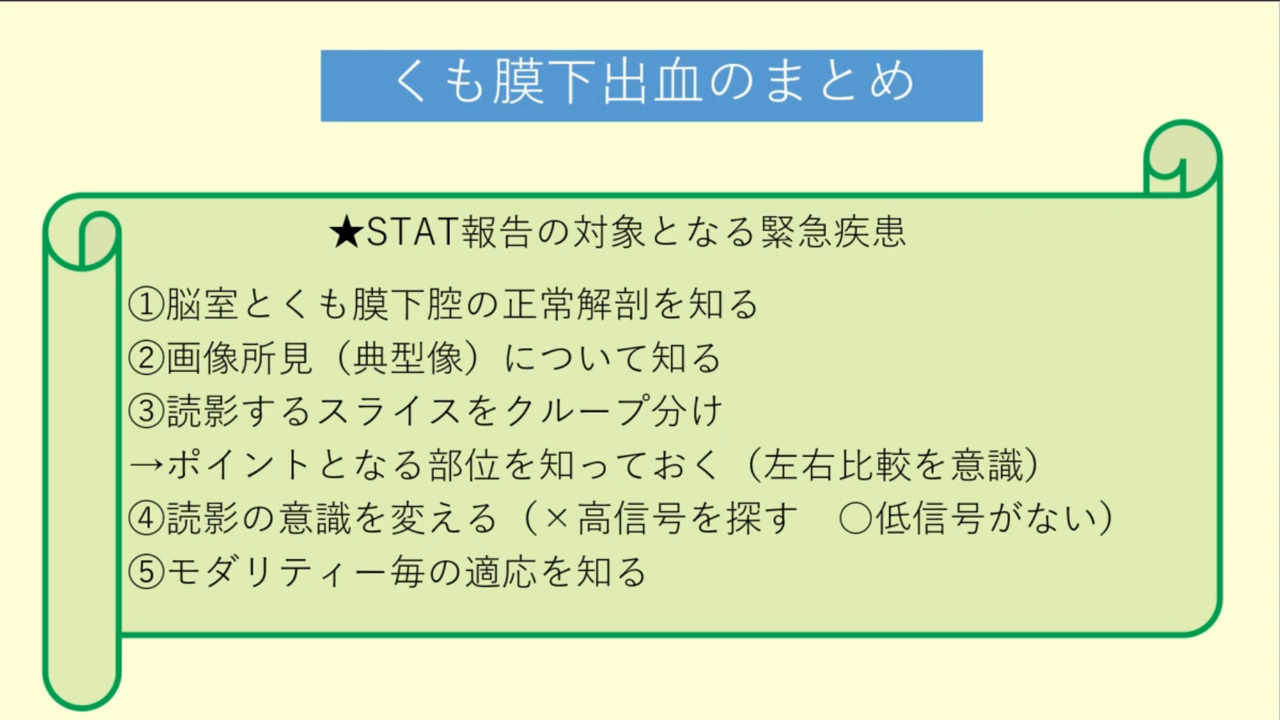 くも膜下出血のまとめ
★STAT報告の対象となる緊急疾患
①脳室とくも膜下腔の正常解剖を知る
②画像所見（典型像）について知る
③読影するスライスをクループ分け
→ポイントとなる部位を知っておく（左右比較を意識）
④読影の意識を変える（×高信号を探す　〇低信号がない）
⑤モダリティー毎の適応を知る